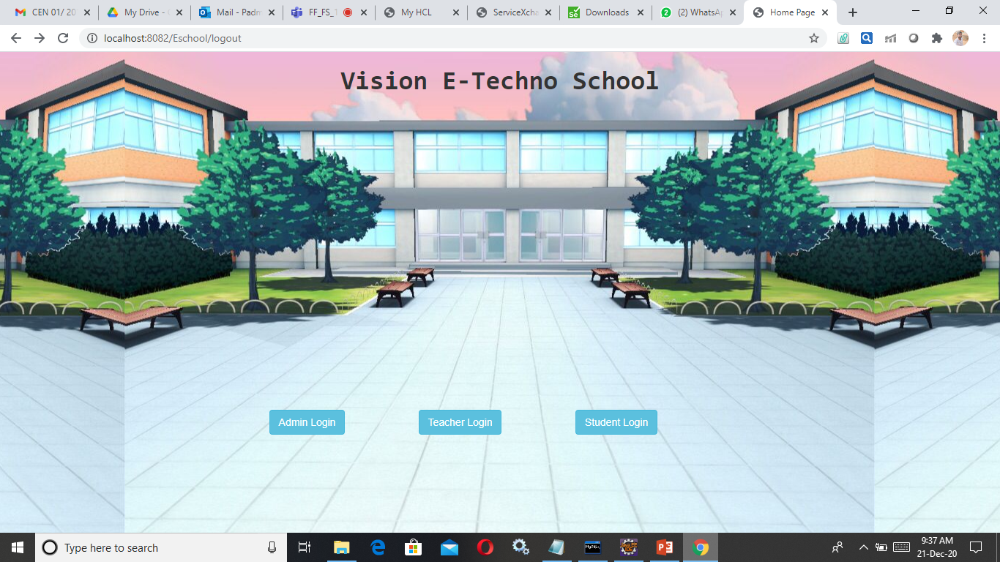 CEN 01/ 20
My Drive - 
Mail - Padm
FF_FS_1
My HCL
ServiceXcha
Downloads
(2) WhatsAp
Home Page
localhost:8082/Eschool/logout
Vision E-Techno School
Admin Login
Teacher Login
Student Login
Type here to search
9:37 AM
21-Dec-20